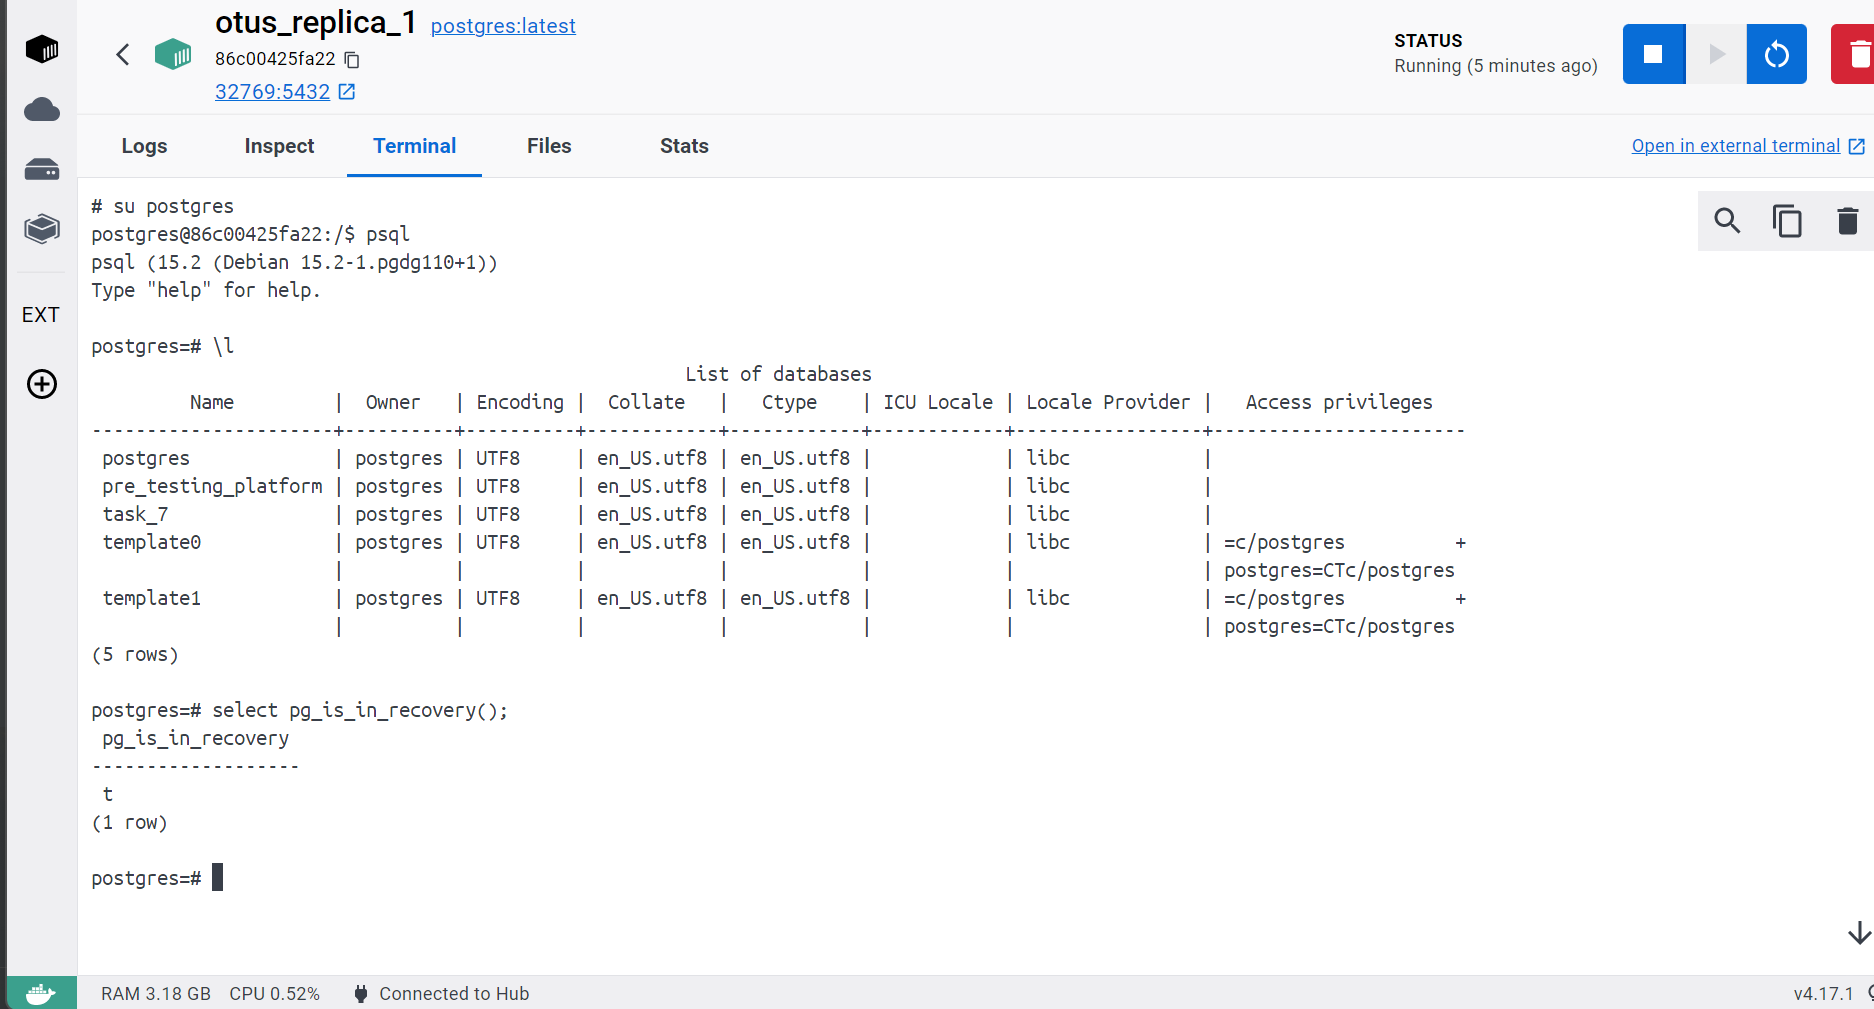 otus_replica_1 postgres:latest
86c00425fa22
32769:5432
STATUS
Running (5 minutes ago)
Logs Inspect Terminal Files Stats Open in external terminal
EXT
# su postgres
postgres@86c00425fa22:/$ psql
psql (15.2 (Debian 15.2-1.pgdg110+1))
Type "help" for help.
postgres=# \l
                                                      List of databases
         Name         |  Owner   | Encoding |  Collate   |   Ctype    | ICU Locale | Locale Provider |   Access privileges
----------------------+----------+----------+------------+------------+------------+-----------------+-----------------------
 postgres             | postgres | UTF8     | en_US.utf8 | en_US.utf8 |            | libc            |
 pre_testing_platform | postgres | UTF8     | en_US.utf8 | en_US.utf8 |            | libc            |
 task_7               | postgres | UTF8     | en_US.utf8 | en_US.utf8 |            | libc            |
 template0            | postgres | UTF8     | en_US.utf8 | en_US.utf8 |            | libc            | =c/postgres          +
                      |          |          |            |            |            |                 | postgres=CTc/postgres
 template1            | postgres | UTF8     | en_US.utf8 | en_US.utf8 |            | libc            | =c/postgres          +
                      |          |          |            |            |            |                 | postgres=CTc/postgres
(5 rows)
postgres=# select pg_is_in_recovery();
 pg_is_in_recovery
-------------------
 t
(1 row)
postgres=#
RAM 3.18 GB CPU 0.52% Connected to Hub v4.17.1